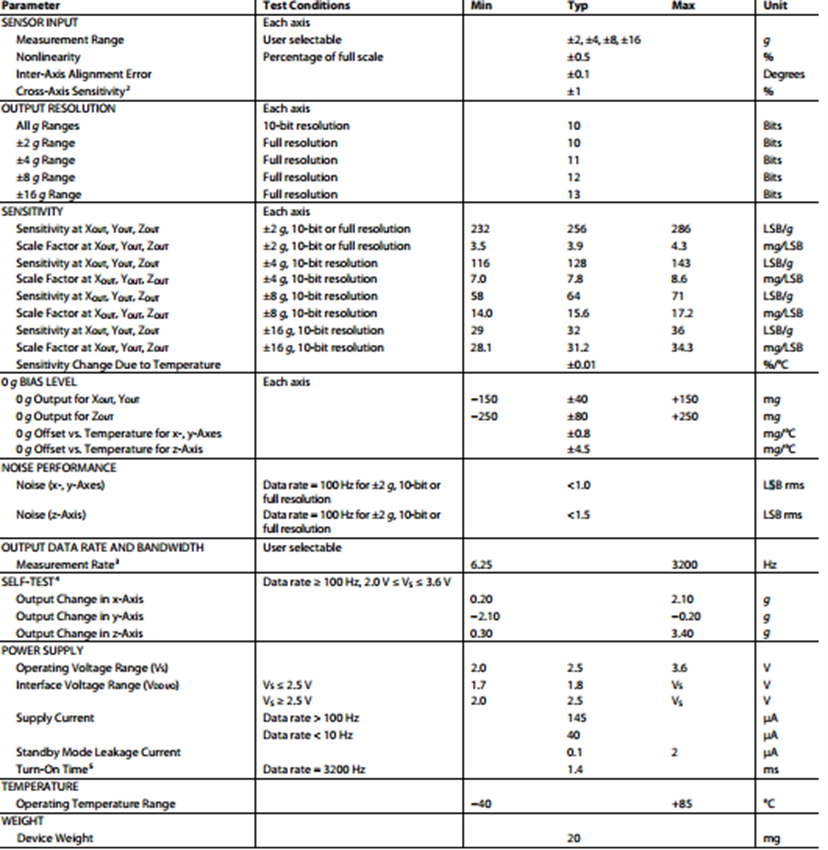 Parameter Test Conditions Min Typ Max Unit
SENSOR INPUT Each axis
Measurement Range User selectable ±2, ±4, ±8, ±16 g
Nonlinearity Percentage of full scale ±0.5 %
Inter-Axis Alignment Error ±0.1 Degrees
Cross-Axis Sensitivity² ±1 %
OUTPUT RESOLUTION Each axis
All g Ranges 10-bit resolution 10 Bits
±2 g Range Full resolution 10 Bits
±4 g Range Full resolution 11 Bits
±8 g Range Full resolution 12 Bits
±16 g Range Full resolution 13 Bits
SENSITIVITY Each axis
Sensitivity at XOUT, YOUT, ZOUT ±2 g, 10-bit or full resolution 232 256 286 LSB/g
Scale Factor at XOUT, YOUT, ZOUT ±2 g, 10-bit or full resolution 3.5 3.9 4.3 mg/LSB
Sensitivity at XOUT, YOUT, ZOUT ±4 g, 10-bit resolution 116 128 143 LSB/g
Scale Factor at XOUT, YOUT, ZOUT ±4 g, 10-bit resolution 7.0 7.8 8.6 mg/LSB
Sensitivity at XOUT, YOUT, ZOUT ±8 g, 10-bit resolution 58 64 71 LSB/g
Scale Factor at XOUT, YOUT, ZOUT ±8 g, 10-bit resolution 14.0 15.6 17.2 mg/LSB
Sensitivity at XOUT, YOUT, ZOUT ±16 g, 10-bit resolution 29 32 36 LSB/g
Scale Factor at XOUT, YOUT, ZOUT ±16 g, 10-bit resolution 28.1 31.2 34.3 mg/LSB
Sensitivity Change Due to Temperature ±0.01 %/°C
0 g BIAS LEVEL Each axis
0 g Output for XOUT, YOUT −150 ±40 +150 mg
0 g Output for ZOUT −250 ±80 +250 mg
0 g Offset vs. Temperature for x-, y-Axes ±0.8 mg/°C
0 g Offset vs. Temperature for z-Axis ±4.5 mg/°C
NOISE PERFORMANCE
Noise (x-, y-Axes) Data rate = 100 Hz for ±2 g, 10-bit or <1.0 LSB rms
full resolution
Noise (z-Axis) Data rate = 100 Hz for ±2 g, 10-bit or <1.5 LSB rms
full resolution
OUTPUT DATA RATE AND BANDWIDTH User selectable
Measurement Rate³ 6.25 3200 Hz
SELF-TEST⁴ Data rate ≥ 100 Hz, 2.0 V ≤ VS ≤ 3.6 V
Output Change in x-Axis 0.20 2.10 g
Output Change in y-Axis −2.10 −0.20 g
Output Change in z-Axis 0.30 3.40 g
POWER SUPPLY
Operating Voltage Range (VS) 2.0 2.5 3.6 V
Interface Voltage Range (VDD I/O) VS ≤ 2.5 V 1.7 1.8 VS V
VS ≥ 2.5 V 2.0 2.5 VS V
Supply Current Data rate > 100 Hz 145 µA
Data rate < 10 Hz 40 µA
Standby Mode Leakage Current 0.1 2 µA
Turn-On Time⁵ Data rate = 3200 Hz 1.4 ms
TEMPERATURE
Operating Temperature Range −40 +85 °C
WEIGHT
Device Weight 20 mg